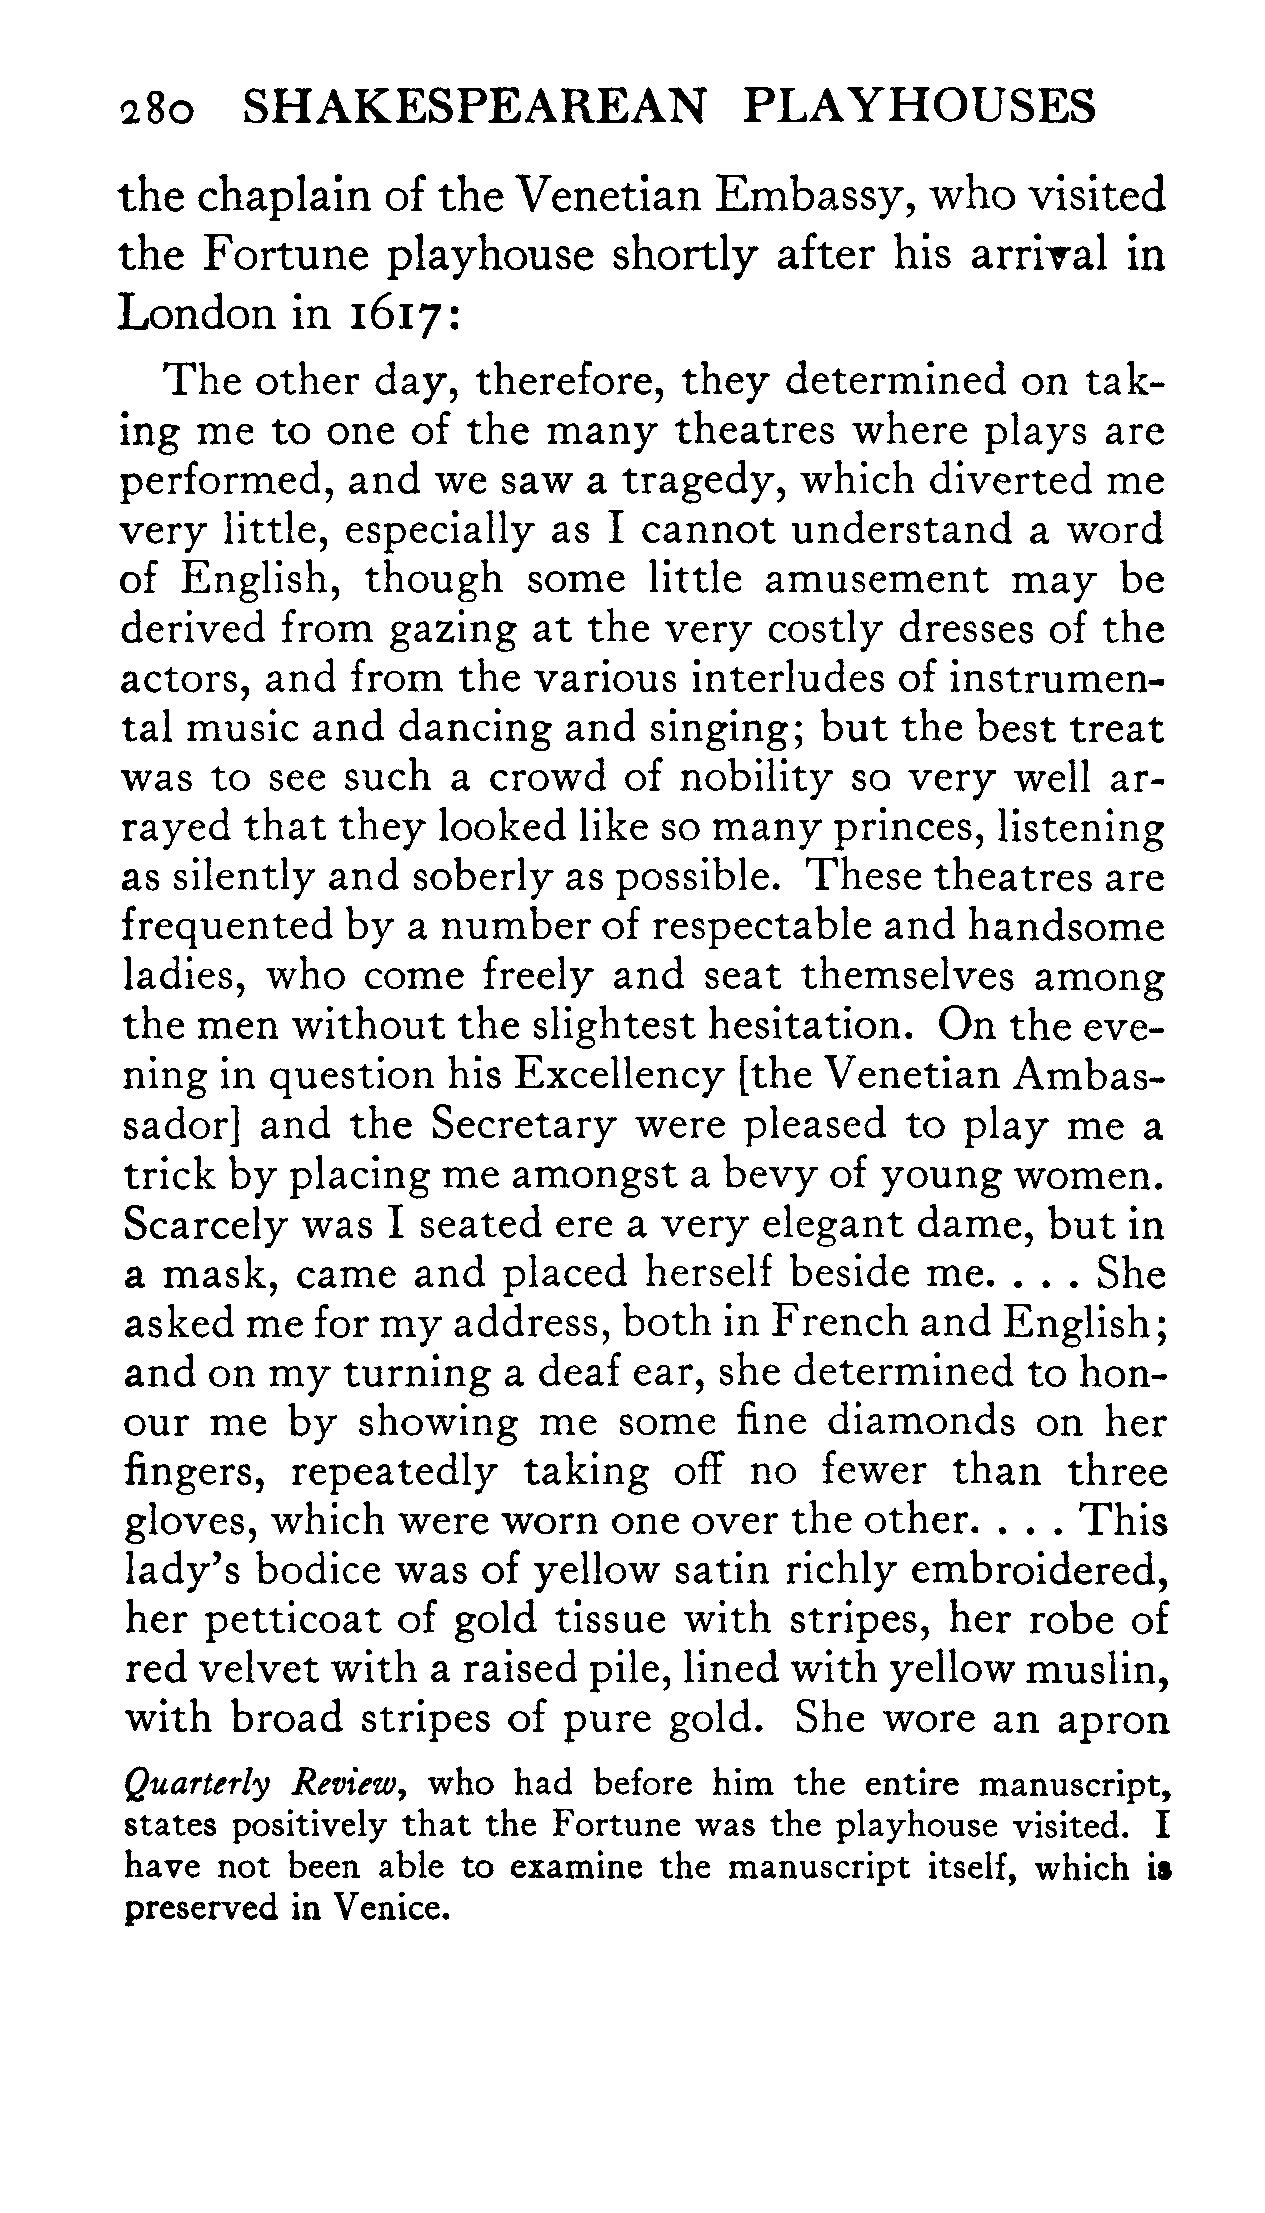 280 SHAKESPEAREAN PLAYHOUSES
the chaplain of the Venetian Embassy, who visited
the Fortune playhouse shortly after his arrival in
London in 1617:
The other day, therefore, they determined on tak-
ing me to one of the many theatres where plays are
performed, and we saw a tragedy, which diverted me
very little, especially as I cannot understand a word
of English, though some little amusement may be
derived from gazing at the very costly dresses of the
actors, and from the various interludes of instrumen-
tal music and dancing and singing; but the best treat
was to see such a crowd of nobility so very well ar-
rayed that they looked like so many princes, listening
as silently and soberly as possible. These theatres are
frequented by a number of respectable and handsome
ladies, who come freely and seat themselves among
the men without the slightest hesitation. On the eve-
ning in question his Excellency [the Venetian Ambas-
sador] and the Secretary were pleased to play me a
trick by placing me amongst a bevy of young women.
Scarcely was I seated ere a very elegant dame, but in
a mask, came and placed herself beside me. . . . She
asked me for my address, both in French and English;
and on my turning a deaf ear, she determined to hon-
our me by showing me some fine diamonds on her
fingers, repeatedly taking off no fewer than three
gloves, which were worn one over the other. . . . This
lady's bodice was of yellow satin richly embroidered,
her petticoat of gold tissue with stripes, her robe of
red velvet with a raised pile, lined with yellow muslin,
with broad stripes of pure gold. She wore an apron
Quarterly Review, who had before him the entire manuscript,
states positively that the Fortune was the playhouse visited. I
have not been able to examine the manuscript itself, which is
preserved in Venice.